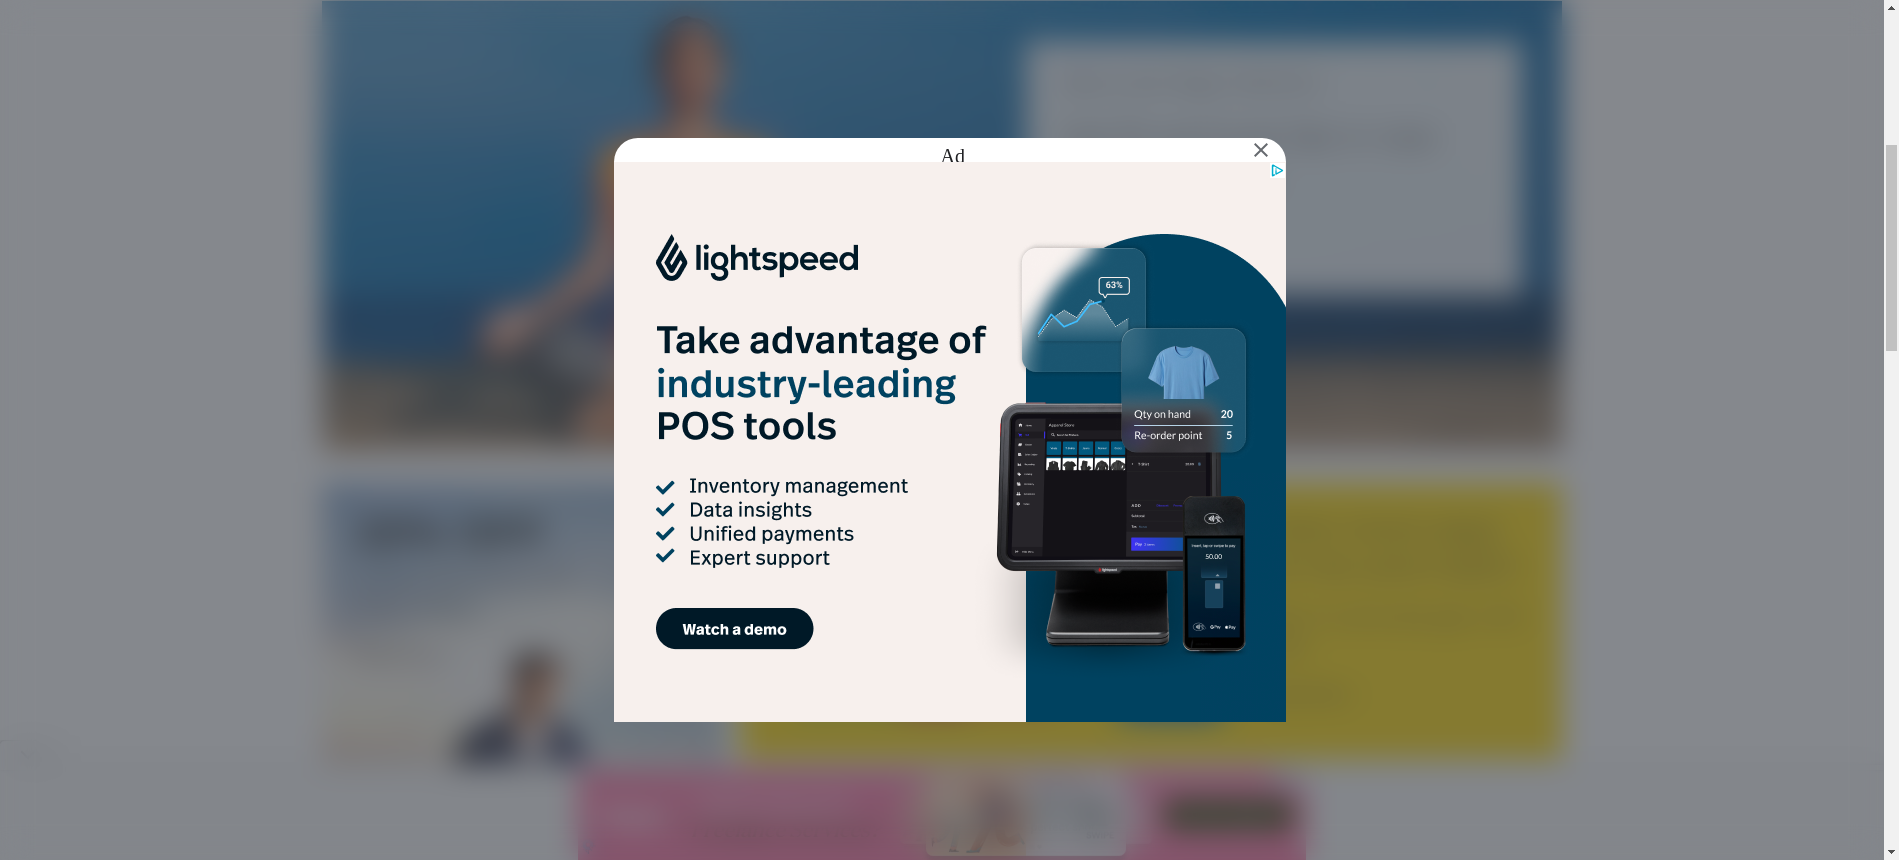 Ad
lightspeed
Take advantage of
industry-leading
POS tools
Inventory management
Data insights
Unified payments
Expert support
Watch a demo
63%
Qty on hand 20
Re-order point 5
Apparel Store
50.00